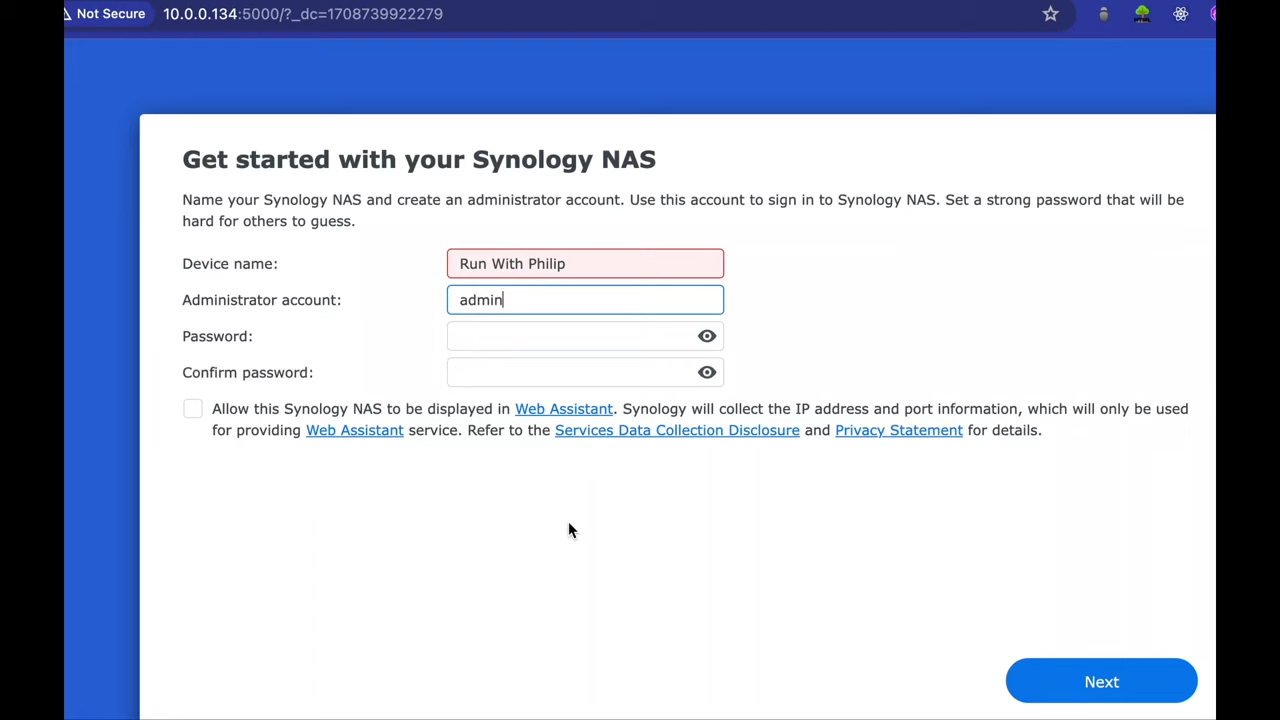 Not Secure 10.0.0.134:5000/?_dc=1708739922279
Get started with your Synology NAS
Name your Synology NAS and create an administrator account. Use this account to sign in to Synology NAS. Set a strong password that will be
hard for others to guess.
Device name: Run With Philip
Administrator account: admin
Password:
Confirm password:
Allow this Synology NAS to be displayed in Web Assistant. Synology will collect the IP address and port information, which will only be used
for providing Web Assistant service. Refer to the Services Data Collection Disclosure and Privacy Statement for details.
Next